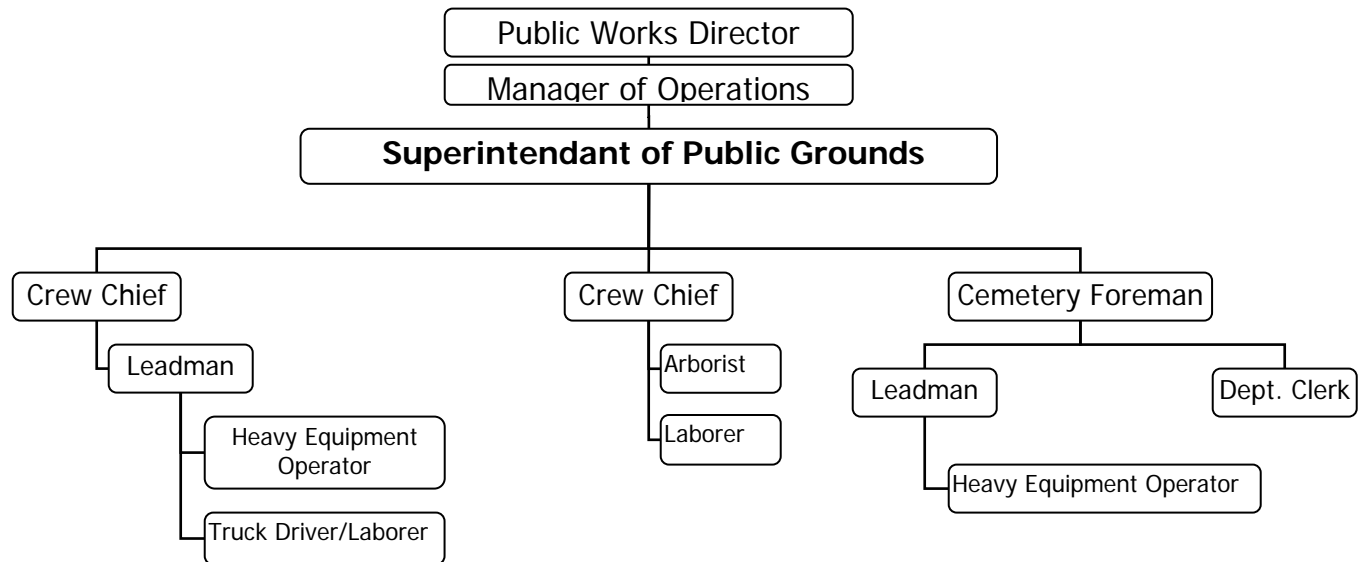 Public Works Director
Manager of Operations
Superintendant of Public Grounds
Crew Chief
Crew Chief
Cemetery Foreman
Leadman
Arborist
Leadman
Dept. Clerk
Heavy Equipment
Operator
Laborer
Heavy Equipment Operator
Truck Driver/Laborer